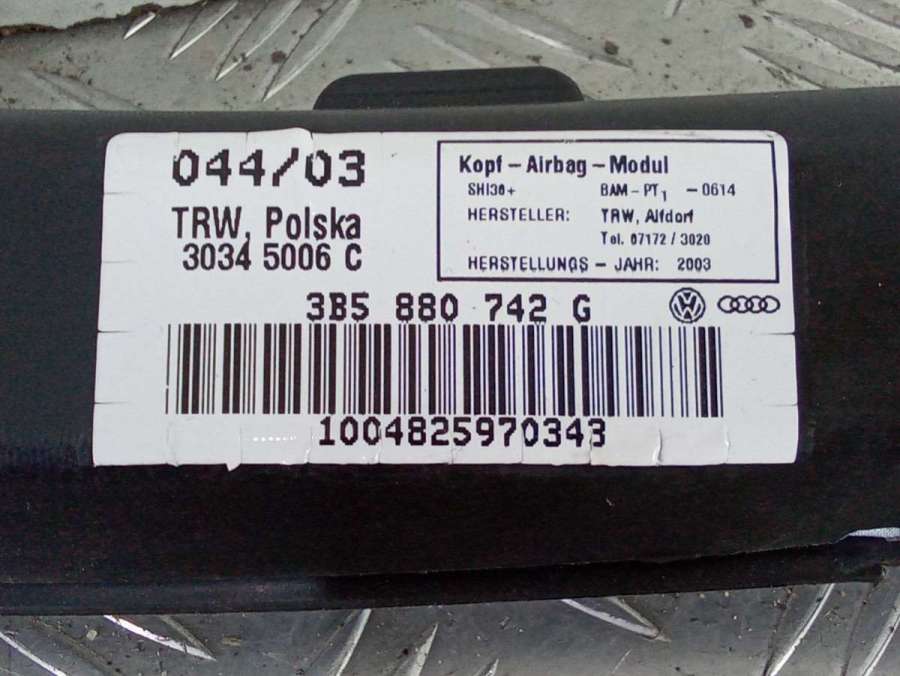 044/03
TRW, Polska
3034 5006 C
Kopf-Airbag-Modul
SHI30+ BAM-PT1 -0614
HERSTELLER: TRW, Alfdorf
Tel. 07172/3020
HERSTELLUNGS-JAHR: 2003
3B5 880 742 G
1004825970343